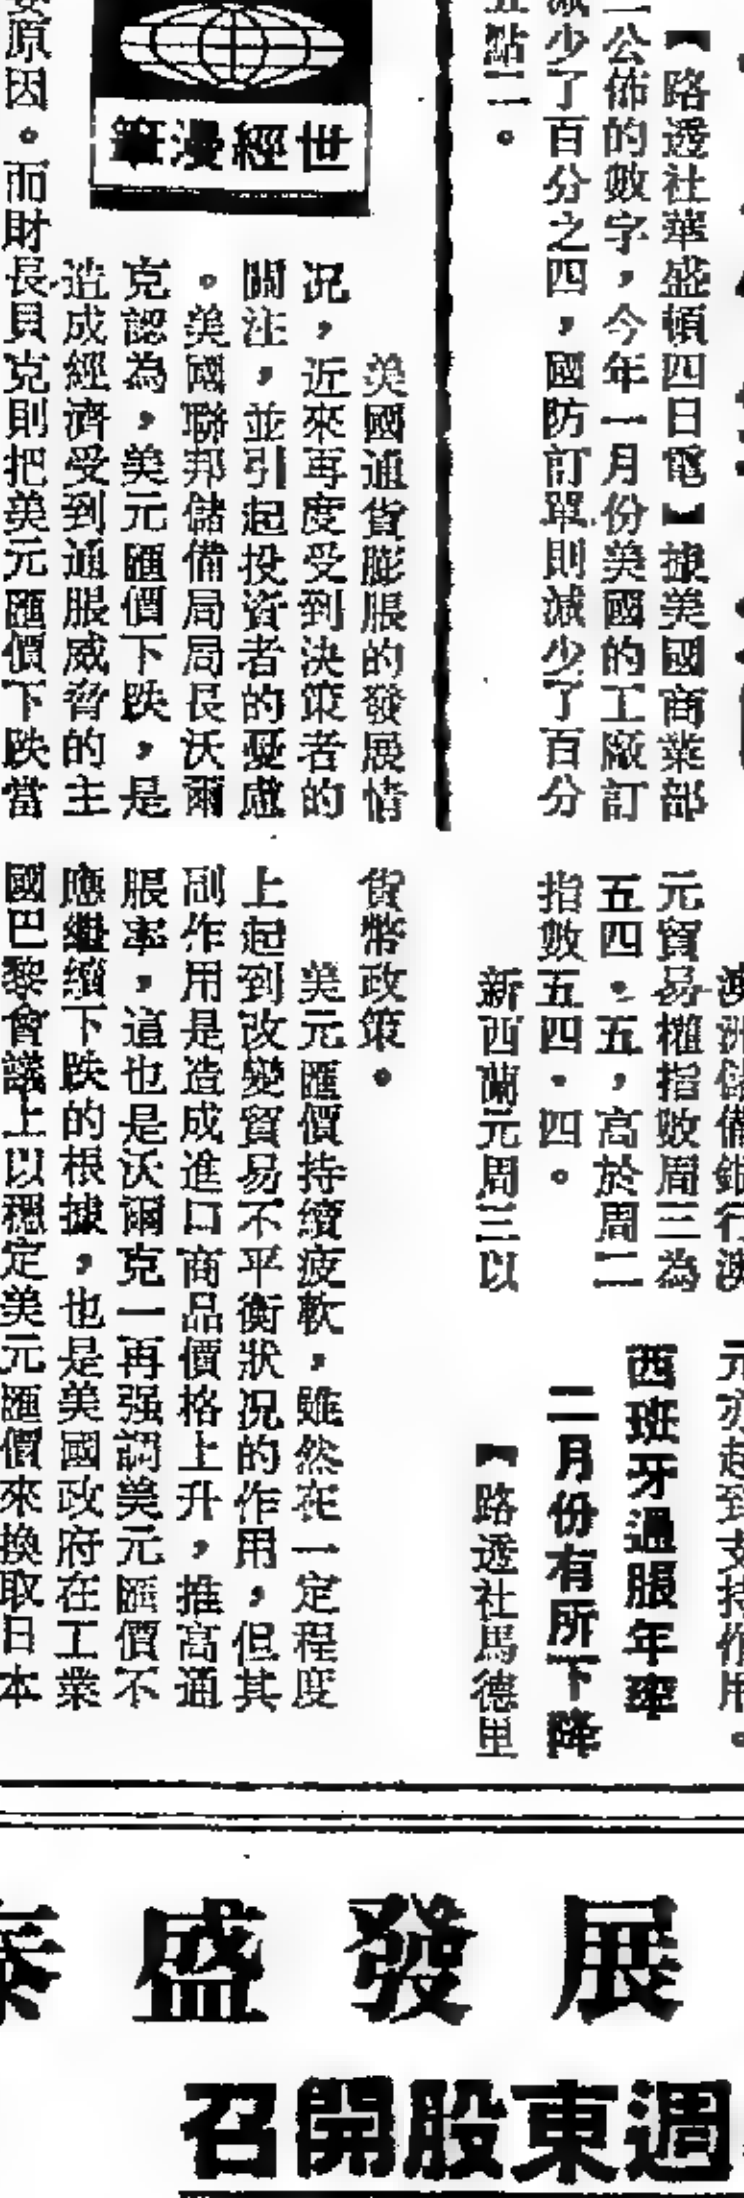 【路透社華盛頓四日電】據美國商業部
公佈的數字，今年一月份美國的工廠訂
減少了百分之四，國防訂單則減少了百分
五點二。
世經漫筆
美國通貨膨脹的發展情
況，近來再度受到決策者的
關注，並引起投資者的憂慮
。美國聯邦儲備局局長沃爾
克認為，美元匯價下跌，是
造成經濟受到通脹威脅的主
要原因。而財長貝克則把美元匯價下跌當
元貿易權指數周三為
五四．五，高於周二
指數五四．四。
新西蘭元周三以
元亦起到支持作用。
西班牙通脹年率
二月份有所下降
【路透社馬德里
貨幣政策。
美元匯價持續疲軟，雖然在一定程度
上起到改變貿易不平衡狀況的作用，但其
副作用是造成進口商品價格上升，推高通
脹率，這也是沃爾克一再强調美元匯價不
應繼續下跌的根據，也是美國政府在工業
國巴黎會議上以穩定美元匯價來換取日本
展發盛泰
週東股開召